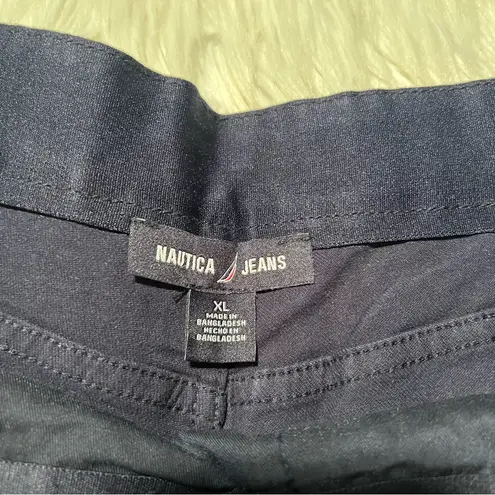 NAUTICA JEANS
XL
MADE IN
BANGLADESH
HECHO EN
BANGLADESH